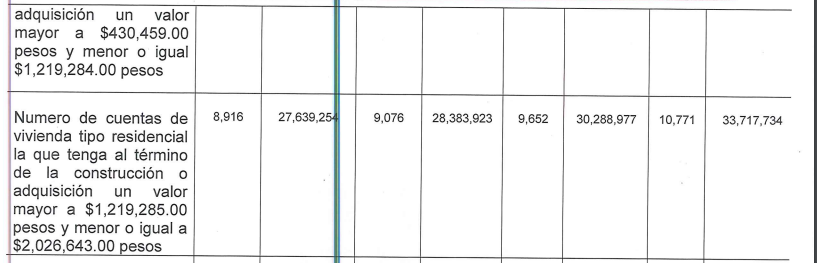 adquisición un valor
mayor a $430,459.00
pesos y menor o igual
$1,219,284.00 pesos
Numero de cuentas de 8,916 27,639,254 9,076 28,383,923 9,652 30,288,977 10,771 33,717,734
vivienda tipo residencial
la que tenga al término
de la construcción o
adquisición un valor
mayor a $1,219,285.00
pesos y menor o igual a
$2,026,643.00 pesos